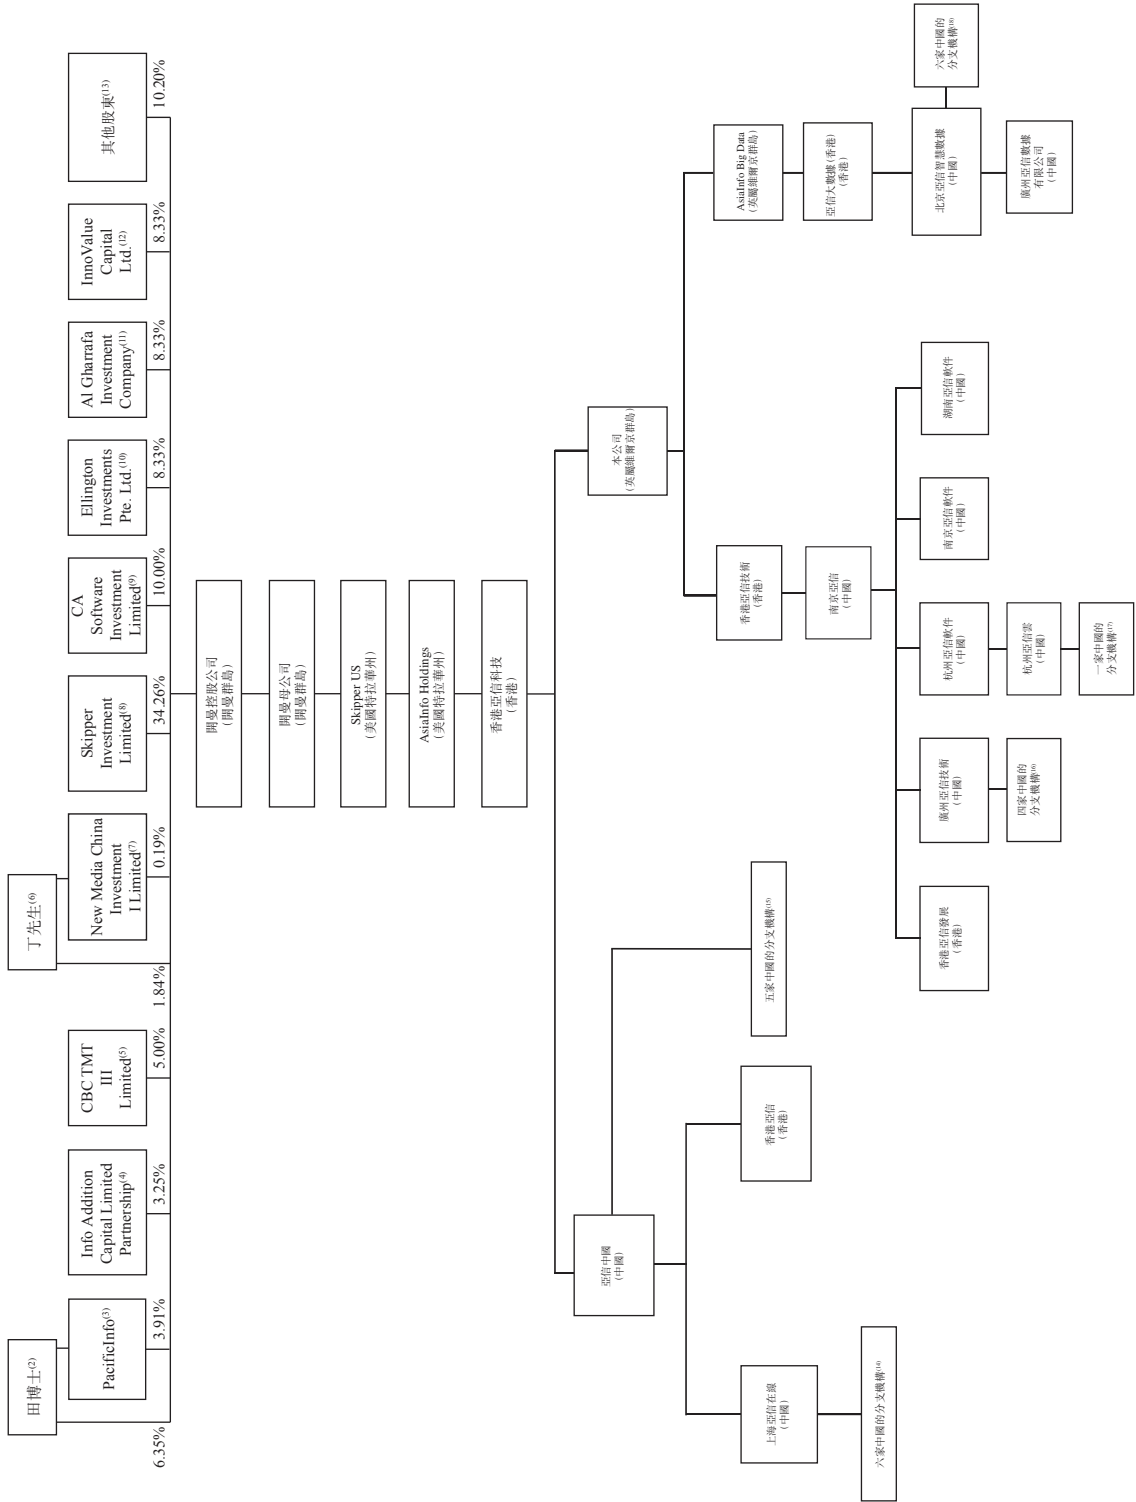 田博士(2)
丁先生(6)
PacificInfo(3)
Info Addition
Capital Limited
Partnership(4)
CBC TMT
III
Limited(5)
New Media China
Investment
I Limited(7)
Skipper
Investment
Limited(8)
CA
Software
Investment
Limited(9)
Ellington
Investments
Pte. Ltd.(10)
Al Gharrafa
Investment
Company(11)
InnoValue
Capital
Ltd.(12)
其他股東(13)
6.35%
3.91%
3.25%
5.00%
1.84%
0.19%
34.26%
10.00%
8.33%
8.33%
8.33%
10.20%
開曼控股公司
(開曼群島)
開曼母公司
(開曼群島)
Skipper US
(美國特拉華州)
AsiaInfo Holdings
(美國特拉華州)
香港亞信科技
(香港)
亞信中國
(中國)
本公司
(英屬維爾京群島)
上海亞信在線
(中國)
香港亞信
(香港)
五家中國的分支機構(15)
六家中國的分支機構(14)
香港亞信技術
(香港)
AsiaInfo Big Data
(英屬維爾京群島)
南京亞信
(中國)
亞信大數據 (香港)
(香港)
香港亞信發展
(香港)
廣州亞信技術
(中國)
杭州亞信軟件
(中國)
南京亞信軟件
(中國)
湖南亞信軟件
(中國)
北京亞信智慧數據
(中國)
六家中國的
分支機構(18)
四家中國的
分支機構(16)
杭州亞信雲
(中國)
廣州亞信數據
有限公司
(中國)
一家中國的
分支機構(17)